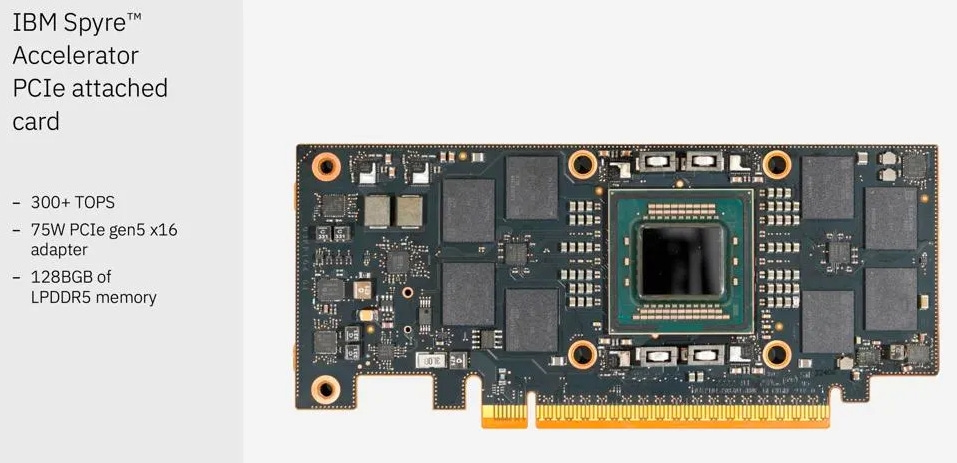 IBM Spyre™
Accelerator
PCIe attached
card
– 300+ TOPS
– 75W PCIe gen5 x16
adapter
– 128BGB of
LPDDR5 memory